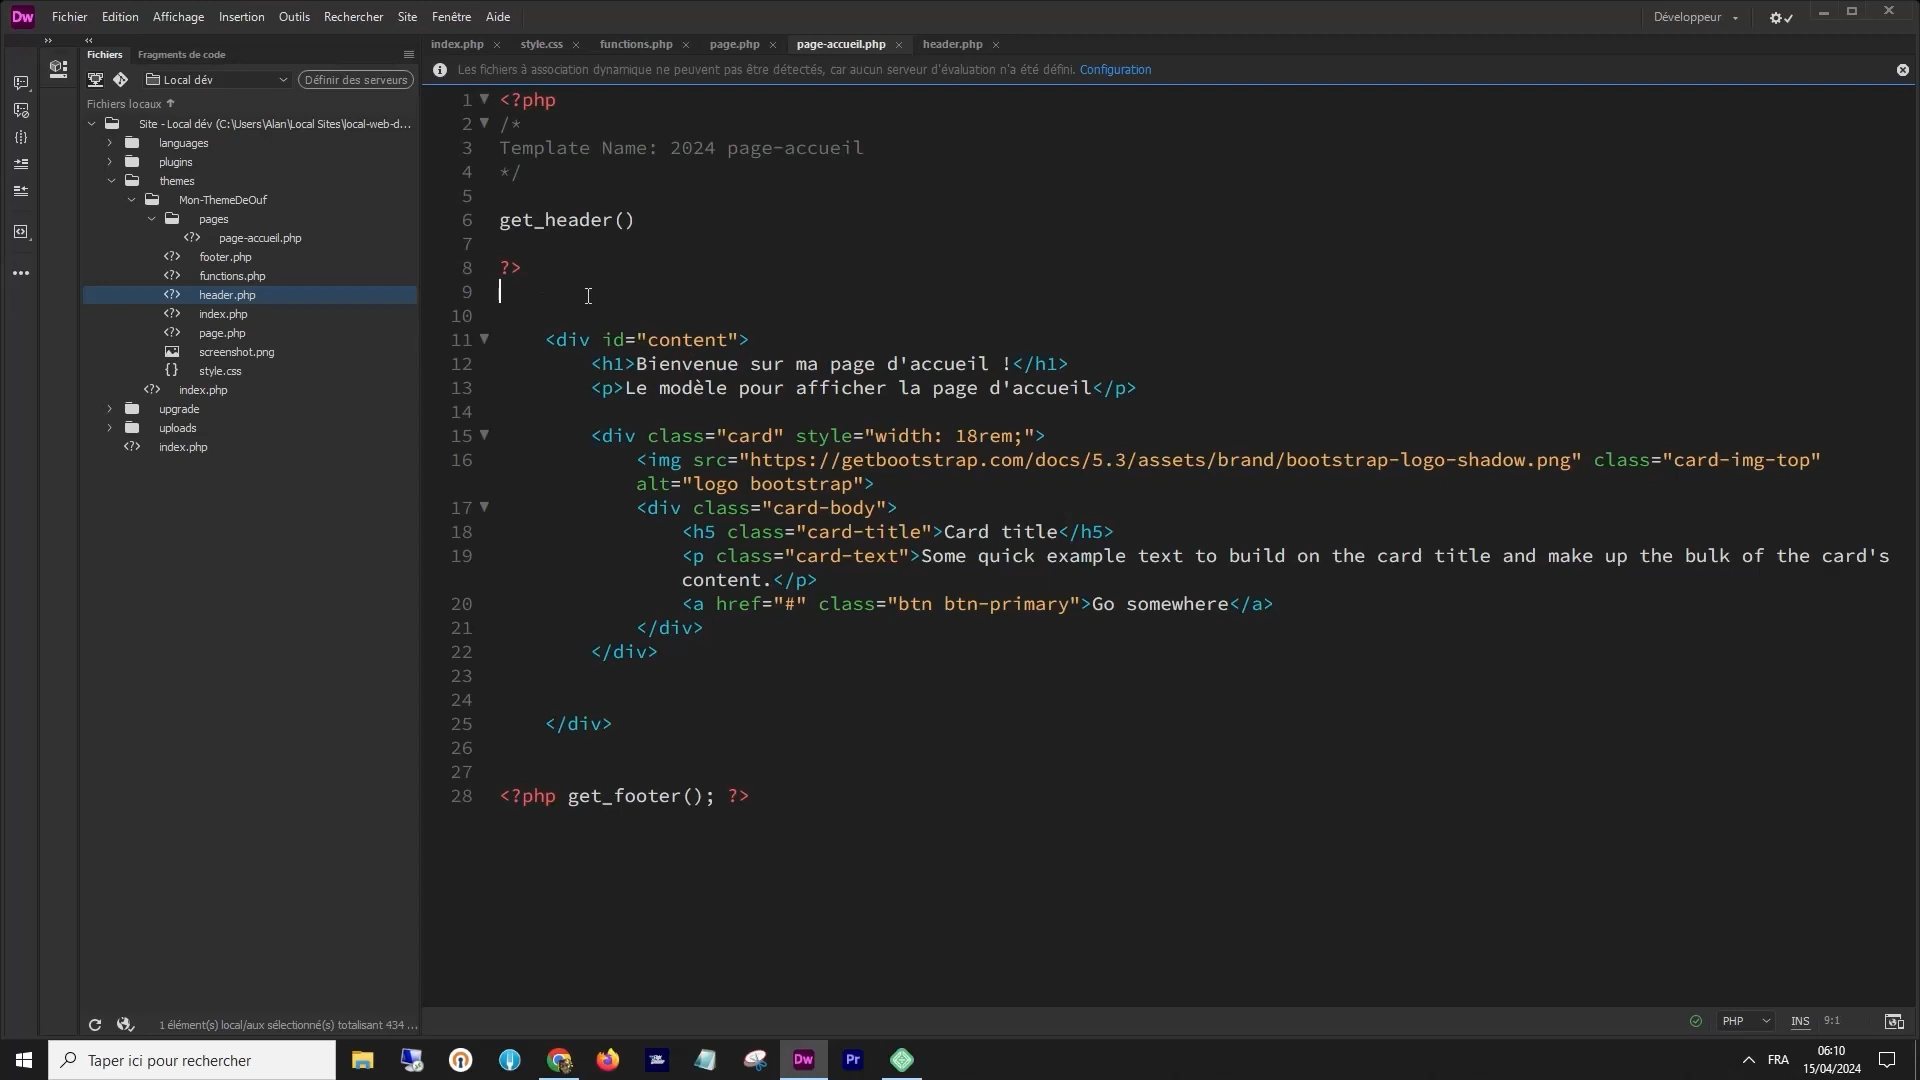 Dw Fichier Edition Affichage Insertion Outils Rechercher Site Fenêtre Aide Développeur
Fichiers Fragments de code
index.php style.css functions.php page.php page-accueil.php header.php
Local dév Définir des serveurs
Les fichiers à association dynamique ne peuvent pas être détectés, car aucun serveur d'évaluation n'a été défini. Configuration
Fichiers locaux
Site - Local dév (C:\Users\Alan\Local Sites\local-web-d...
languages
plugins
themes
Mon-ThemeDeOuf
pages
page-accueil.php
footer.php
functions.php
header.php
index.php
page.php
screenshot.png
style.css
index.php
upgrade
uploads
index.php
1 <?php
2 /*
3 Template Name: 2024 page-accueil
4 */
5
6 get_header()
7
8 ?>
9
10
11 <div id="content">
12 <h1>Bienvenue sur ma page d'accueil !</h1>
13 <p>Le modèle pour afficher la page d'accueil</p>
14
15 <div class="card" style="width: 18rem;">
16 <img src="https://getbootstrap.com/docs/5.3/assets/brand/bootstrap-logo-shadow.png" class="card-img-top"
alt="logo bootstrap">
17 <div class="card-body">
18 <h5 class="card-title">Card title</h5>
19 <p class="card-text">Some quick example text to build on the card title and make up the bulk of the card's
content.</p>
20 <a href="#" class="btn btn-primary">Go somewhere</a>
21 </div>
22 </div>
23
24
25 </div>
26
27
28 <?php get_footer(); ?>
1 élément(s) local/aux sélectionné(s) totalisant 434 ...
PHP INS 9:1
Taper ici pour rechercher
Dw Pr
FRA
06:10
15/04/2024